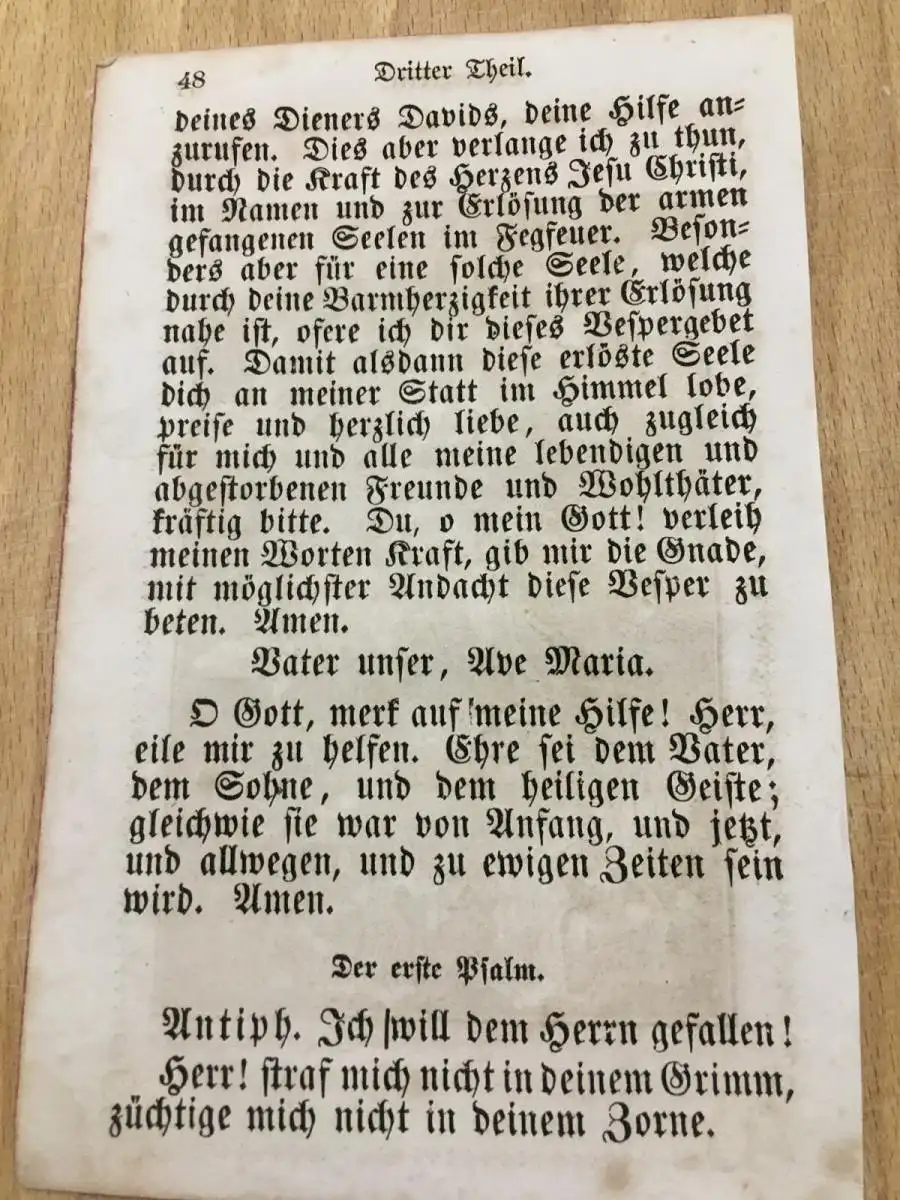 48 Dritter Theil.
deines Dieners Davids, deine Hilfe an-
zurufen. Dies aber verlange ich zu thun,
durch die Kraft des Herzens Jesu Christi,
im Namen und zur Erlösung der armen
gefangenen Seelen im Fegfeuer. Beson-
ders aber für eine solche Seele, welche
durch deine Barmherzigkeit ihrer Erlösung
nahe ist, ofere ich dir dieses Vespergebet
auf. Damit alsdann diese erlöste Seele
dich an meiner Statt im Himmel lobe,
preise und herzlich liebe, auch zugleich
für mich und alle meine lebendigen und
abgestorbenen Freunde und Wohlthäter,
kräftig bitte. Du, o mein Gott! verleih
meinen Worten Kraft, gib mir die Gnade,
mit möglichster Andacht diese Vesper zu
beten. Amen.
Vater unser, Ave Maria.
O Gott, merk auf meine Hilfe! Herr,
eile mir zu helfen. Ehre sei dem Vater,
dem Sohne, und dem heiligen Geiste;
gleichwie sie war von Anfang, und jetzt,
und allwegen, und zu ewigen Zeiten sein
wird. Amen.
Der erste Psalm.
Antiph. Ich will dem Herrn gefallen!
Herr! straf mich nicht in deinem Grimm,
züchtige mich nicht in deinem Zorne.